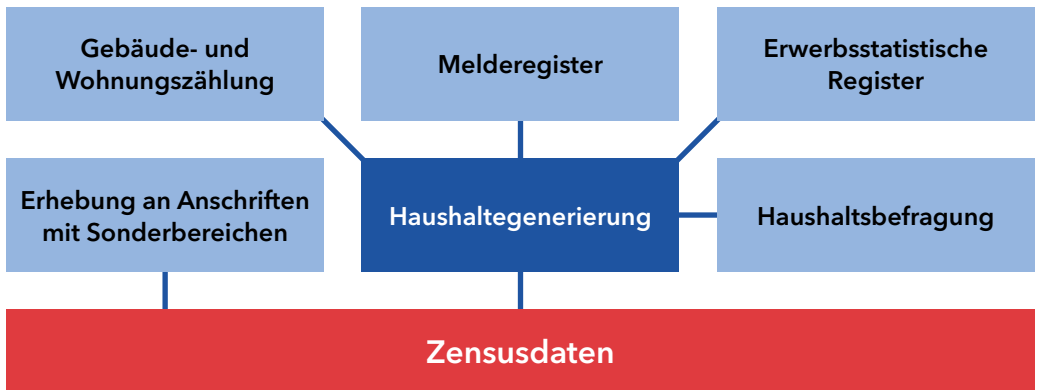 Gebäude- und
Wohnungszählung
Melderegister
Erwerbsstatistische
Register
Erhebung an Anschriften
mit Sonderbereichen
Haushaltegenerierung
Haushaltsbefragung
Zensusdaten